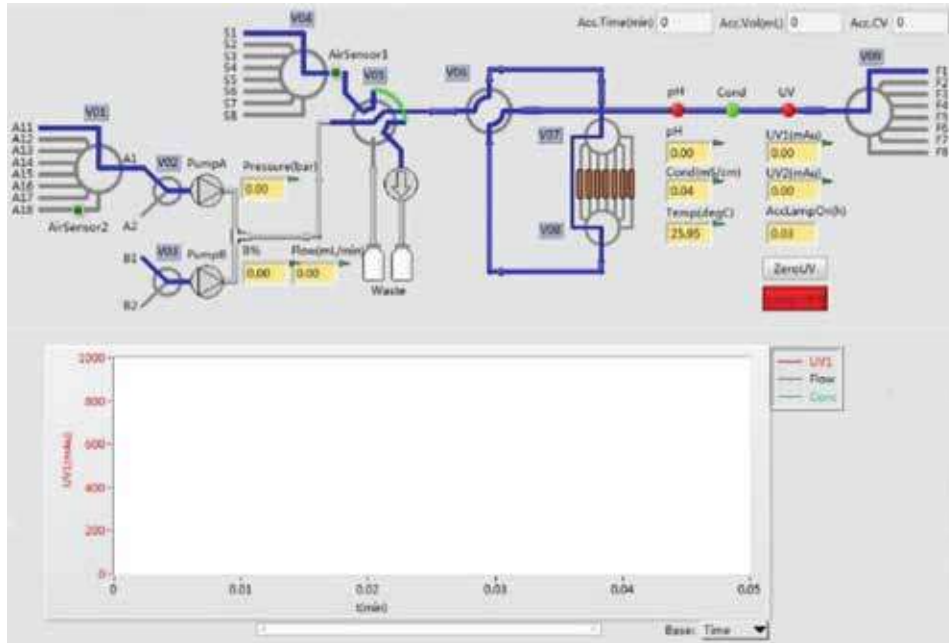 Acc.Time(min) 0 Acc.Vol(mL) 0 Acc.CV 0
V04
S1
S2
S3
S4
S5
S6
S7
S8
AirSensor1
V05
V06
V09
F1
F2
F3
F4
F5
F6
F7
F8
pH Cond UV
V01
A11
A12
A13
A14
A15
A16
A17
A18
AirSensor2
A1
A2
V02
PumpA
Pressure(bar)
0.00
V03
PumpB
B1
B2
B% Flow(mL/min)
0.00 0.00
Waste
V07
V08
pH UV1(mAu)
0.00 0.00
Cond(mS/cm) UV2(mAu)
0.04 0.00
Temp(degC) AccLampOn(h)
25.95 0.03
ZeroUV
UV1
Flow
UV1(mAu)
1000
800
600
400
200
0
0 0.01 0.02 0.03 0.04 0.05
t(min)
Base: Time